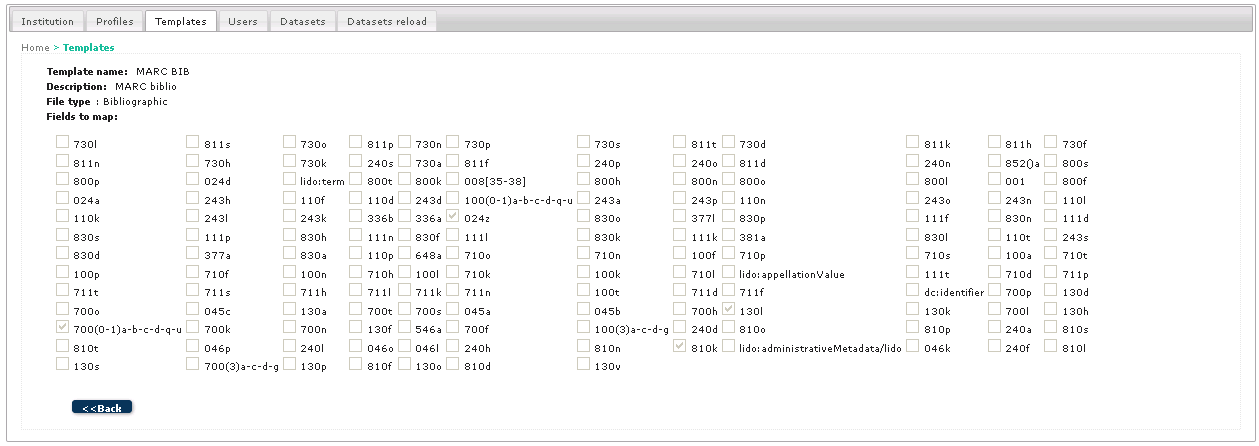 Institution Profiles Templates Users Datasets Datasets reload
Home > Templates
Template name: MARC BIB
Description: MARC biblio
File type : Bibliographic
Fields to map:
730l 811s 730o 811p 730n 730p 730s 811t 730d 811k 811h 730f
811n 730h 730k 240s 730a 811f 240p 240o 811d 240n 852()a 800s
800p 024d lido:term 800t 800k 008[35-38] 800h 800n 800o 800l 001 800f
024a 243h 110f 110d 243d 100(0-1)a-b-c-d-q-u 243a 243p 110n 243o 243n 110l
110k 243l 243k 336b 336a 024z 830o 377l 830p 111f 830n 111d
830s 111p 830h 111n 830f 111l 830k 111k 381a 830l 110t 243s
830d 377a 830a 110p 648a 710o 710n 100f 710p 710s 100a 710t
100p 710f 100n 710h 100l 710k 100k 710l lido:appellationValue 111t 710d 711p
711t 711s 711h 711l 711k 711n 100t 711d 711f dc:identifier 700p 130d
700o 045c 130a 700t 700s 045a 045b 700h 130l 130k 700l 130h
700(0-1)a-b-c-d-q-u 700k 700n 130f 546a 700f 100(3)a-c-d-g 240d 810o 810p 240a 810s
810t 046p 240l 046o 046l 240h 810n 810k lido:administrativeMetadata/lido 046k 240f 810l
130s 700(3)a-c-d-g 130p 810f 130o 810d 130v
<<Back